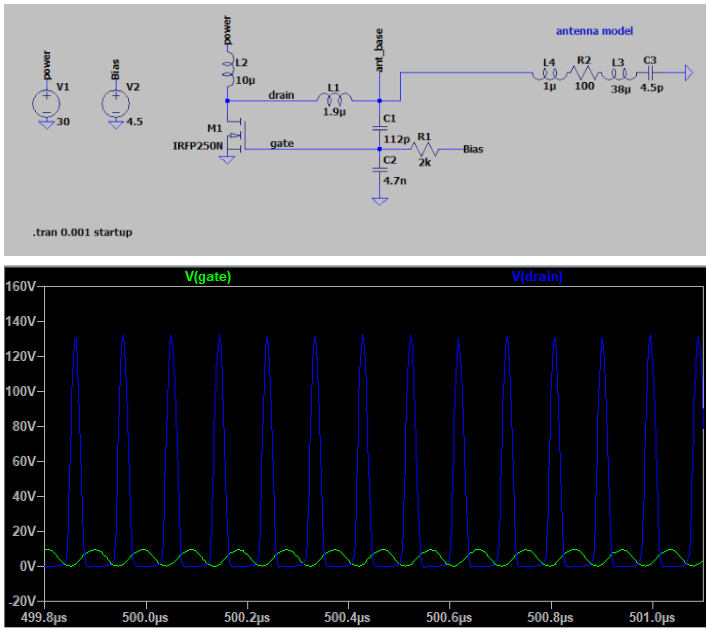 antenna model
power
L2
10µ
ant_base
L4
1µ
R2
100
L3
38µ
C3
4.5p
power
V1
30
Bias
V2
4.5
drain
L1
1.9µ
M1
IRFP250N
gate
C1
112p
R1
2k
Bias
C2
4.7n
.tran 0.001 startup
V(gate) V(drain)
160V
140V
120V
100V
80V
60V
40V
20V
0V
-20V
499.8µs 500.0µs 500.2µs 500.4µs 500.6µs 500.8µs 501.0µs